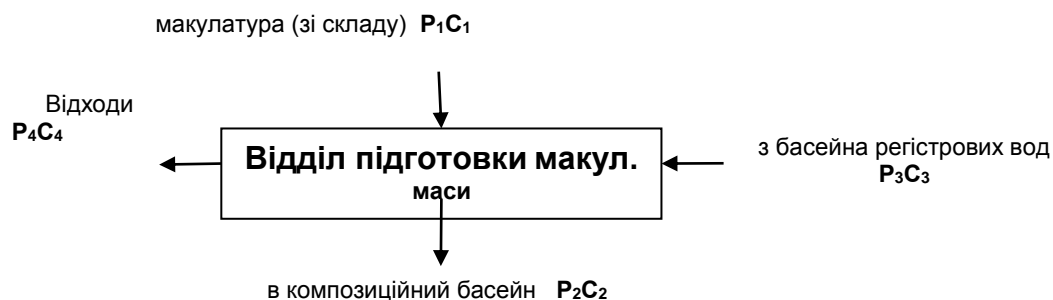 макулатура (зі складу) P₁C₁
Відходи
P₄C₄
Відділ підготовки макул.
маси
з басейна регістрових вод
P₃C₃
в композиційний басейн P₂C₂